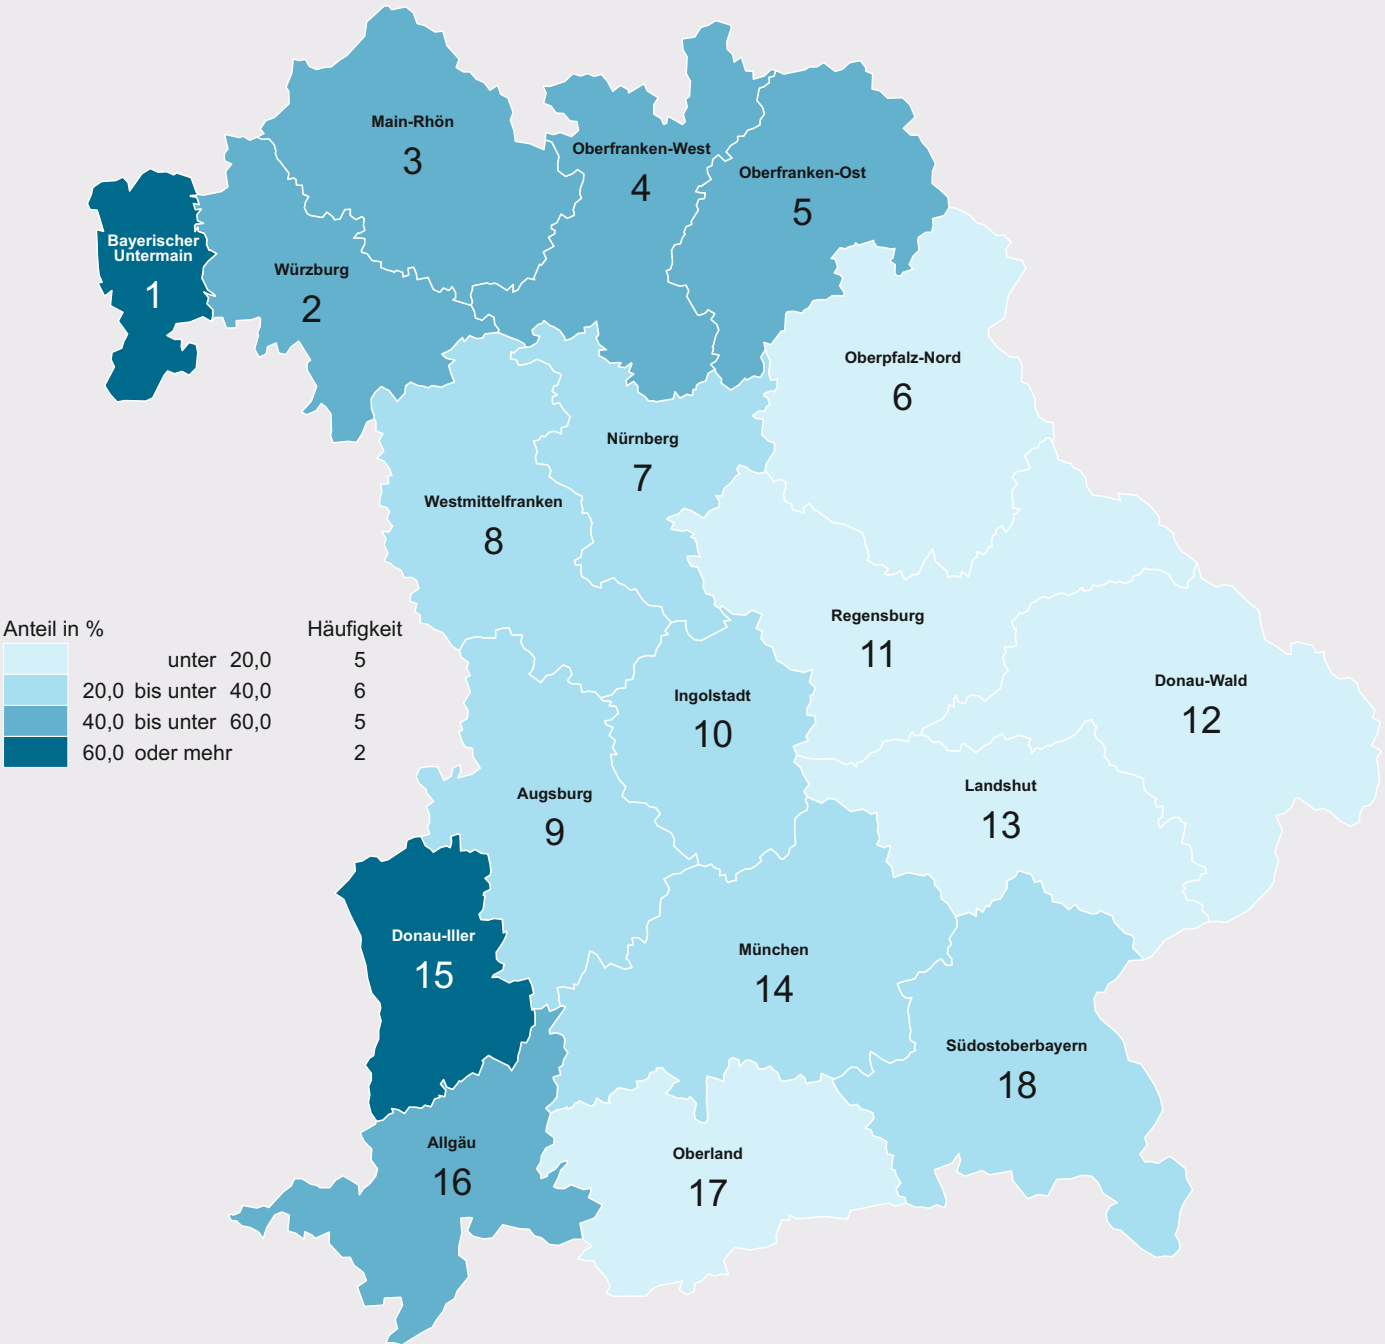 Main-Rhön
3
Oberfranken-West
4
Oberfranken-Ost
5
Bayerischer
Untermain
1
Würzburg
2
Oberpfalz-Nord
6
Nürnberg
7
Westmittelfranken
8
Regensburg
11
Anteil in % Häufigkeit
unter 20,0 5
20,0 bis unter 40,0 6
40,0 bis unter 60,0 5
60,0 oder mehr 2
Ingolstadt
10
Donau-Wald
12
Augsburg
9
Landshut
13
Donau-Iller
15
München
14
Südostoberbayern
18
Allgäu
16
Oberland
17